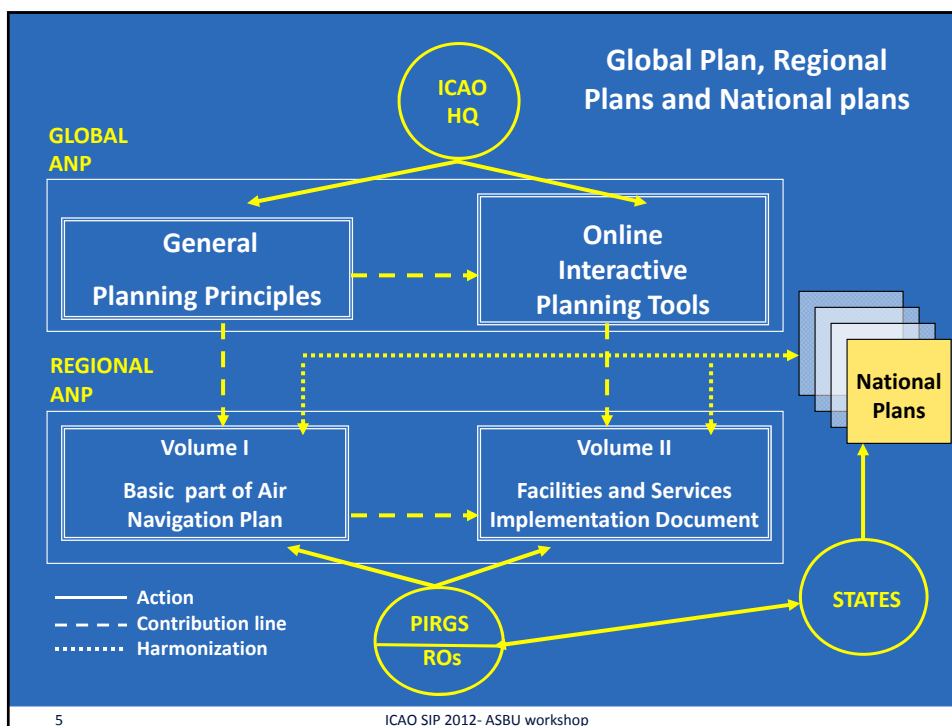 Global Plan, Regional
Plans and National plans
ICAO
HQ
GLOBAL
ANP
General
Planning Principles
Online
Interactive
Planning Tools
REGIONAL
ANP
National
Plans
Volume I
Basic part of Air
Navigation Plan
Volume II
Facilities and Services
Implementation Document
Action
Contribution line
Harmonization
PIRGS
ROs
STATES
5
ICAO SIP 2012- ASBU workshop